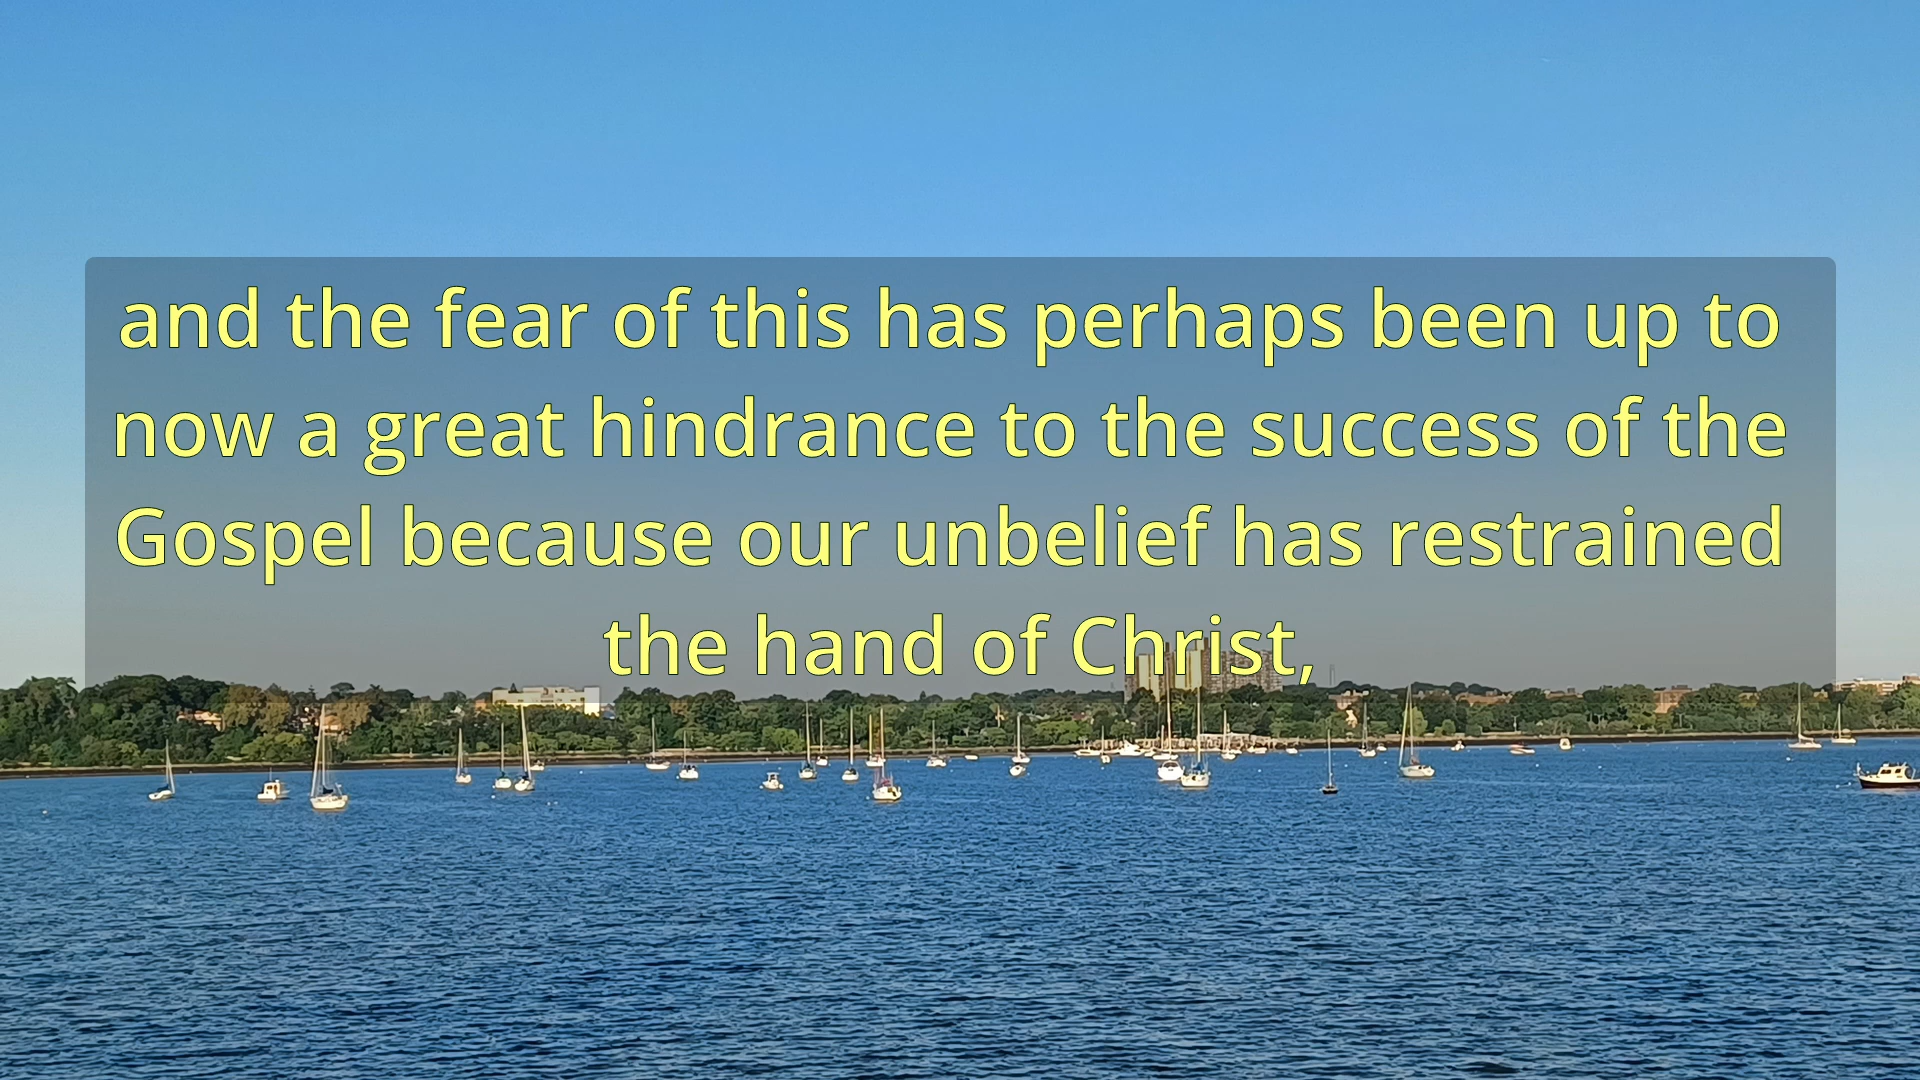 and the fear of this has perhaps been up to
now a great hindrance to the success of the
Gospel because our unbelief has restrained
the hand of Christ,